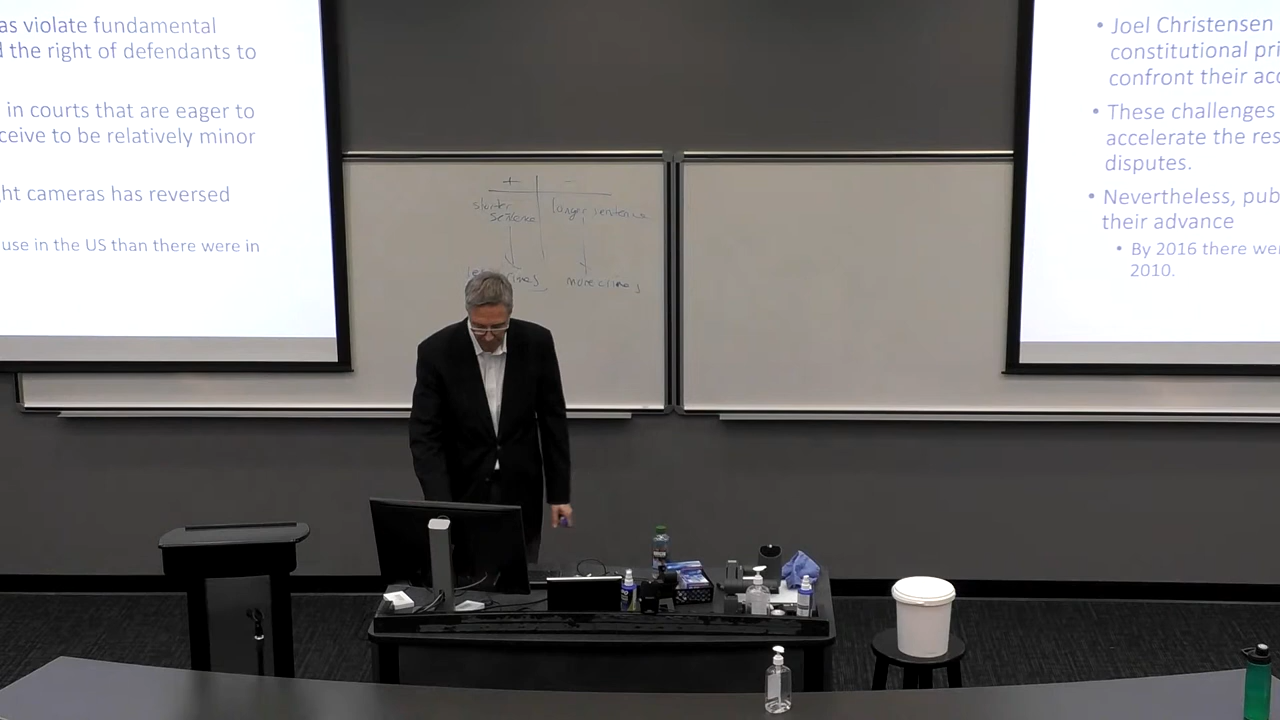 as violate fundamental
the right of defendants to
in courts that are eager to
ceive to be relatively minor
ght cameras has reversed
use in the US than there were in
+ -
shorter longer sentence
sentence
crimes more crimes
• Joel Christensen
constitutional pri
confront their acc
• These challenges
accelerate the res
disputes.
• Nevertheless, pub
their advance
• By 2016 there were
2010.